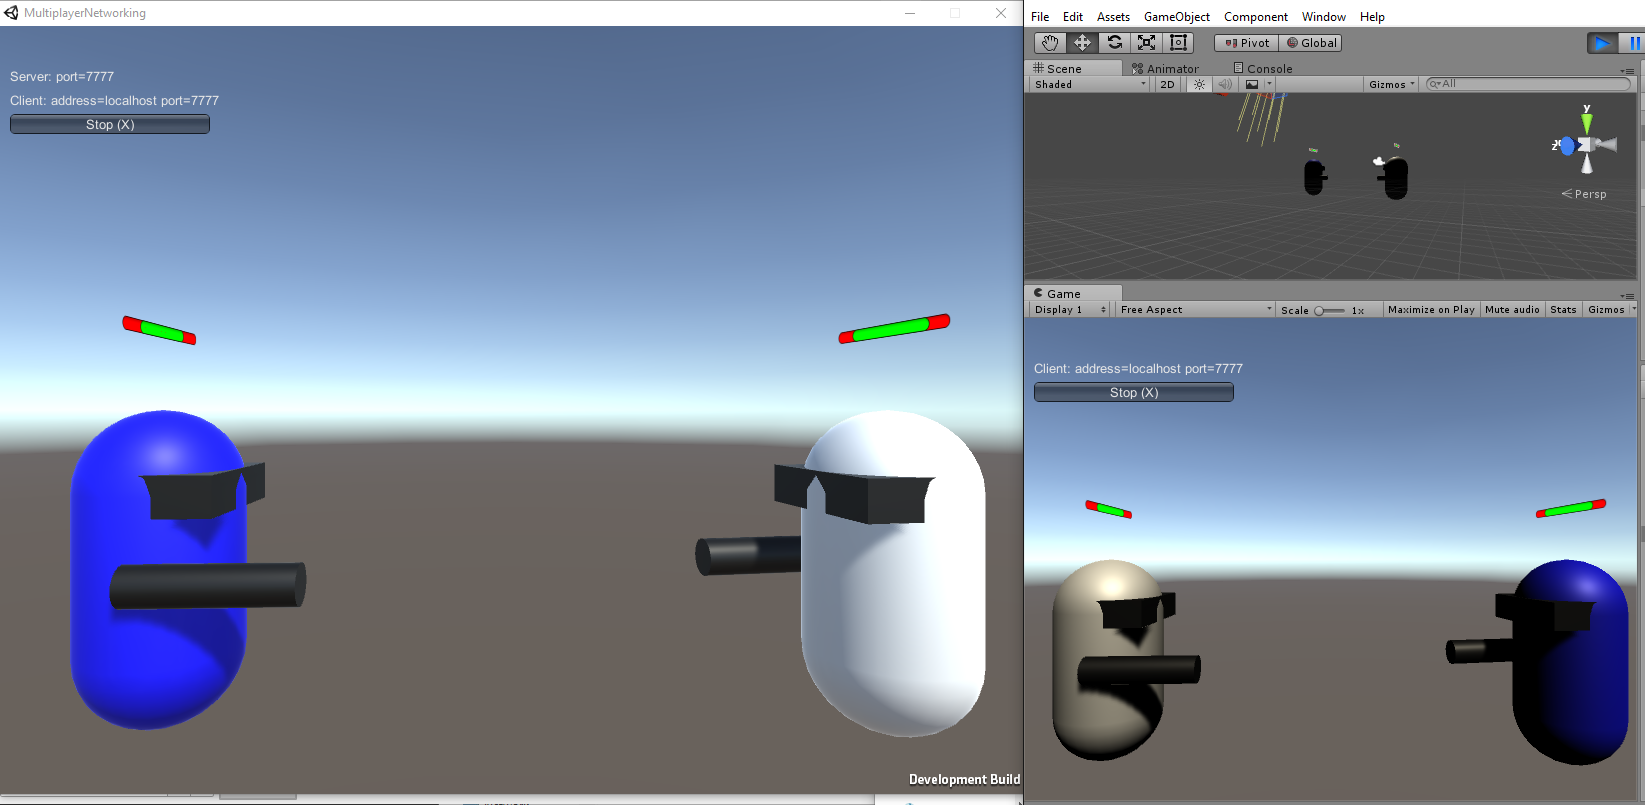 MultiplayerNetworking
Server: port=7777
Client: address=localhost port=7777
Stop (X)
Development Build
File Edit Assets GameObject Component Window Help
Pivot Global
Scene Animator Console
Shaded 2D Gizmos All
y
z
Persp
Game
Display 1 Free Aspect Scale 1x Maximize on Play Mute audio Stats Gizmos
Client: address=localhost port=7777
Stop (X)